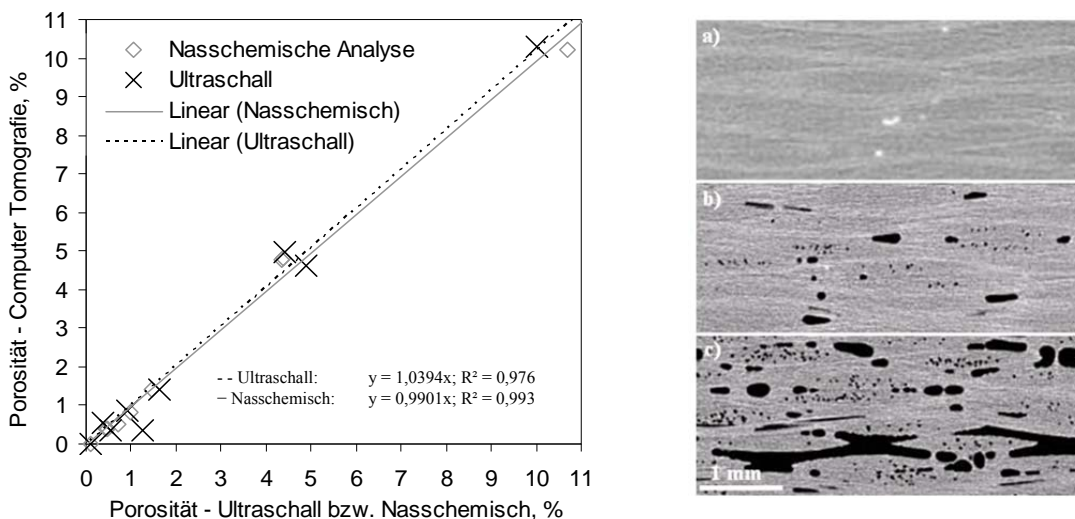 Porosität - Computer Tomografie, %
11
10
9
8
7
6
5
4
3
2
1
0
Nasschemische Analyse
Ultraschall
Linear (Nasschemisch)
Linear (Ultraschall)
-- Ultraschall: y = 1,0394x; R² = 0,976
– Nasschemisch: y = 0,9901x; R² = 0,993
0 1 2 3 4 5 6 7 8 9 10 11
Porosität - Ultraschall bzw. Nasschemisch, %
a)
b)
c)
1 mm